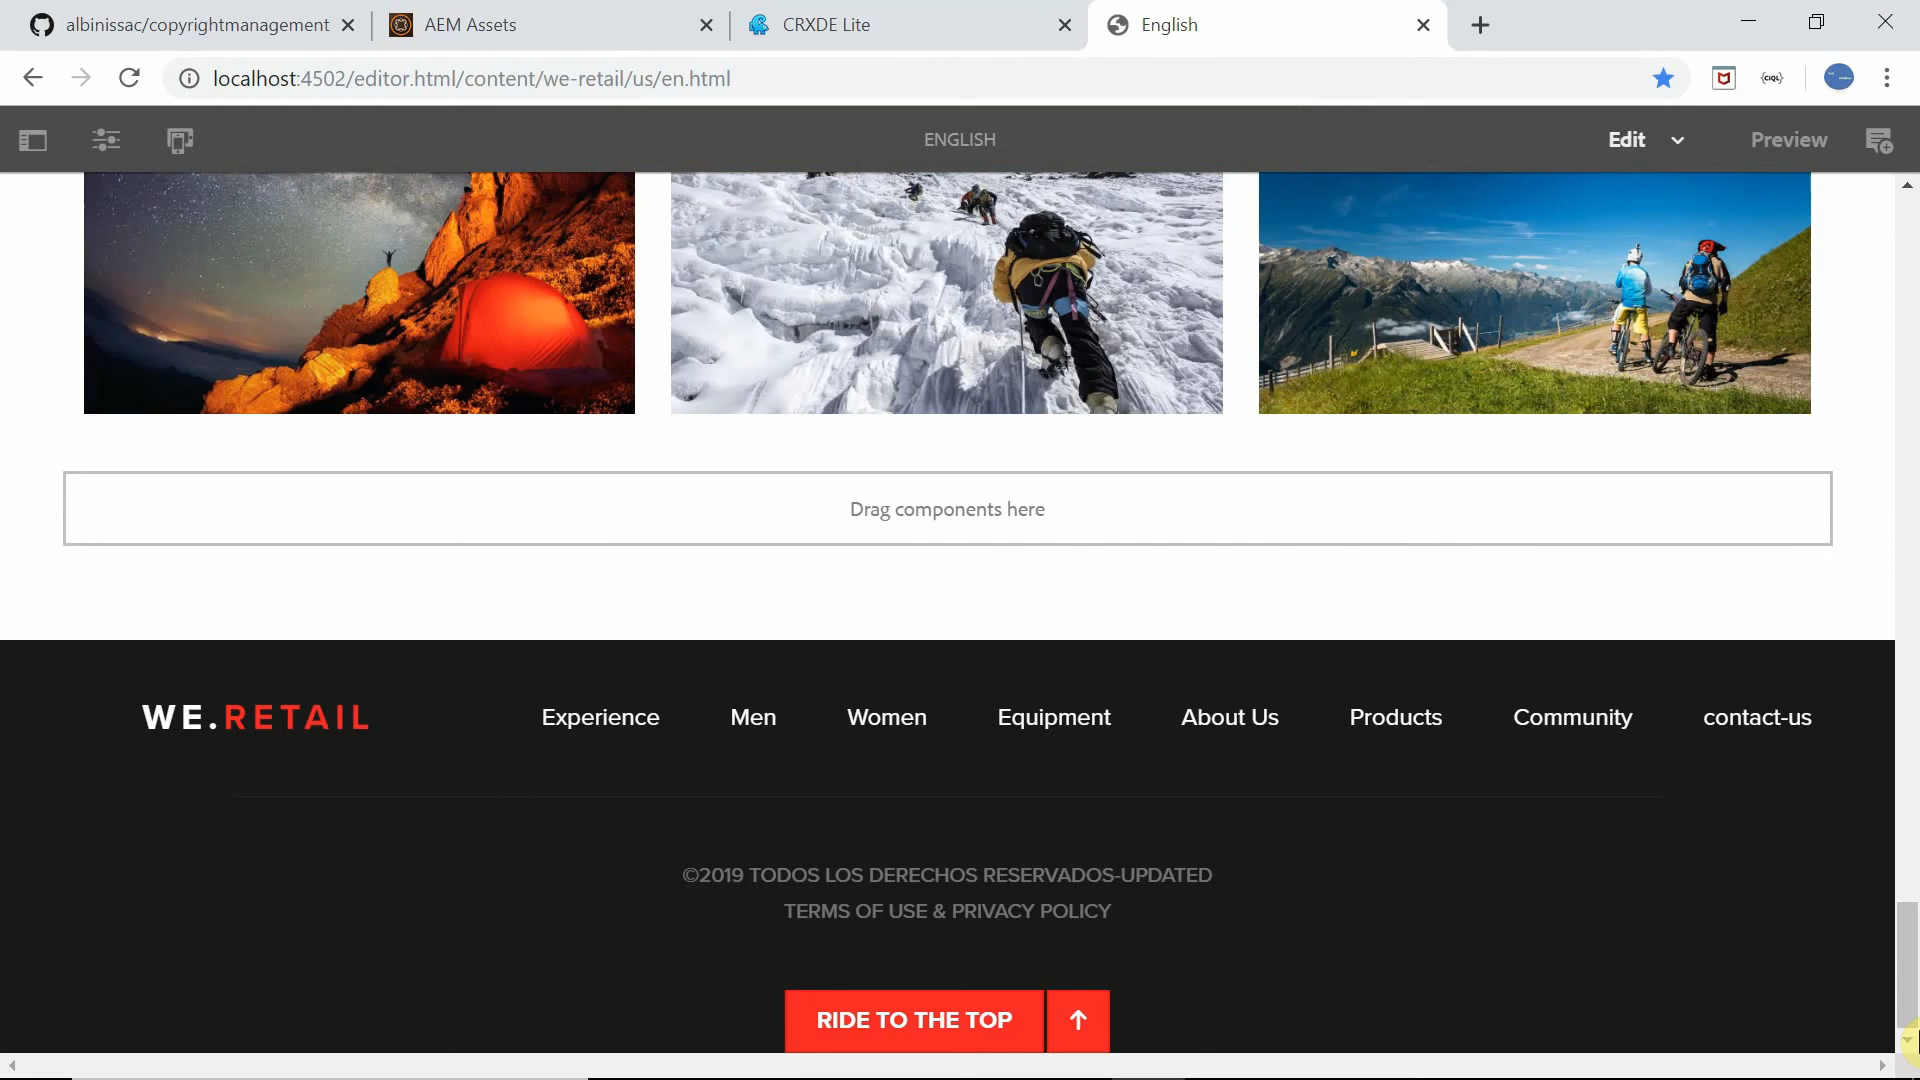 albinissac/copyrightmanagement
AEM Assets
CRXDE Lite
English
localhost:4502/editor.html/content/we-retail/us/en.html
{CIQL}
ENGLISH
Edit
Preview
Drag components here
WE.RETAIL
Experience
Men
Women
Equipment
About Us
Products
Community
contact-us
©2019 TODOS LOS DERECHOS RESERVADOS-UPDATED
TERMS OF USE & PRIVACY POLICY
RIDE TO THE TOP